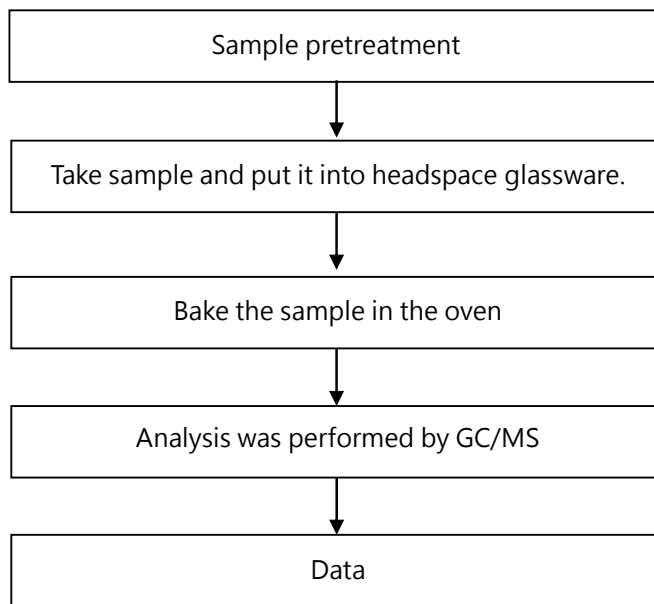 Sample pretreatment
Take sample and put it into headspace glassware.
Bake the sample in the oven
Analysis was performed by GC/MS
Data